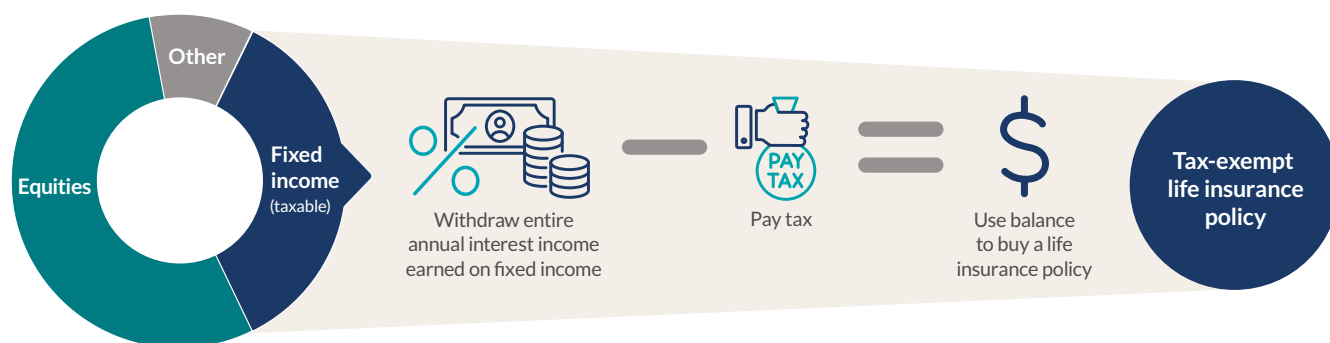 Other
Equities
Fixed
income
(taxable)
Withdraw entire
annual interest income
earned on fixed income
PAY
TAX
Pay tax
Use balance
to buy a life
insurance policy
Tax-exempt
life insurance
policy